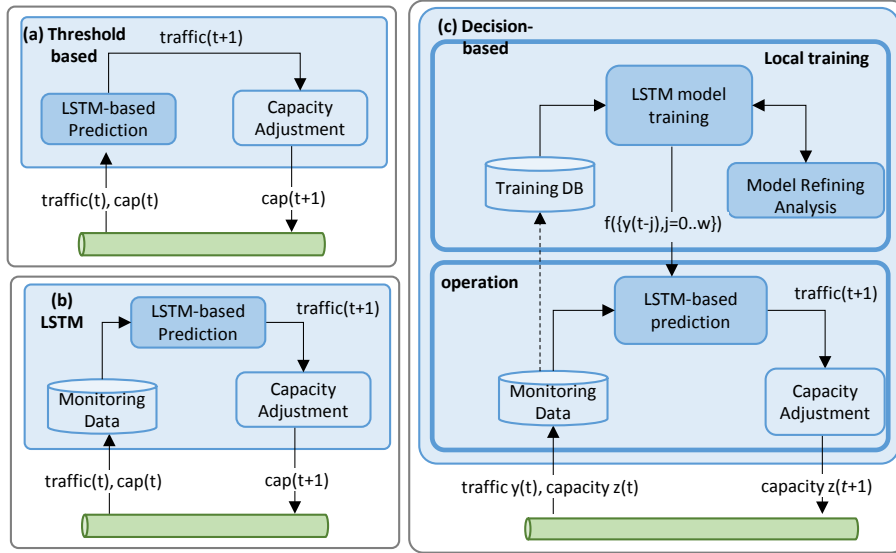 (a) Threshold
based
traffic(t+1)
LSTM-based
Prediction
Capacity
Adjustment
traffic(t), cap(t)
cap(t+1)
(b)
LSTM
LSTM-based
Prediction
traffic(t+1)
Monitoring
Data
Capacity
Adjustment
traffic(t), cap(t)
cap(t+1)
(c) Decision-
based
Local training
LSTM model
training
Training DB
Model Refining
Analysis
f({y(t-j),j=0..w})
operation
LSTM-based
prediction
traffic(t+1)
Monitoring
Data
Capacity
Adjustment
traffic y(t), capacity z(t)
capacity z(t+1)